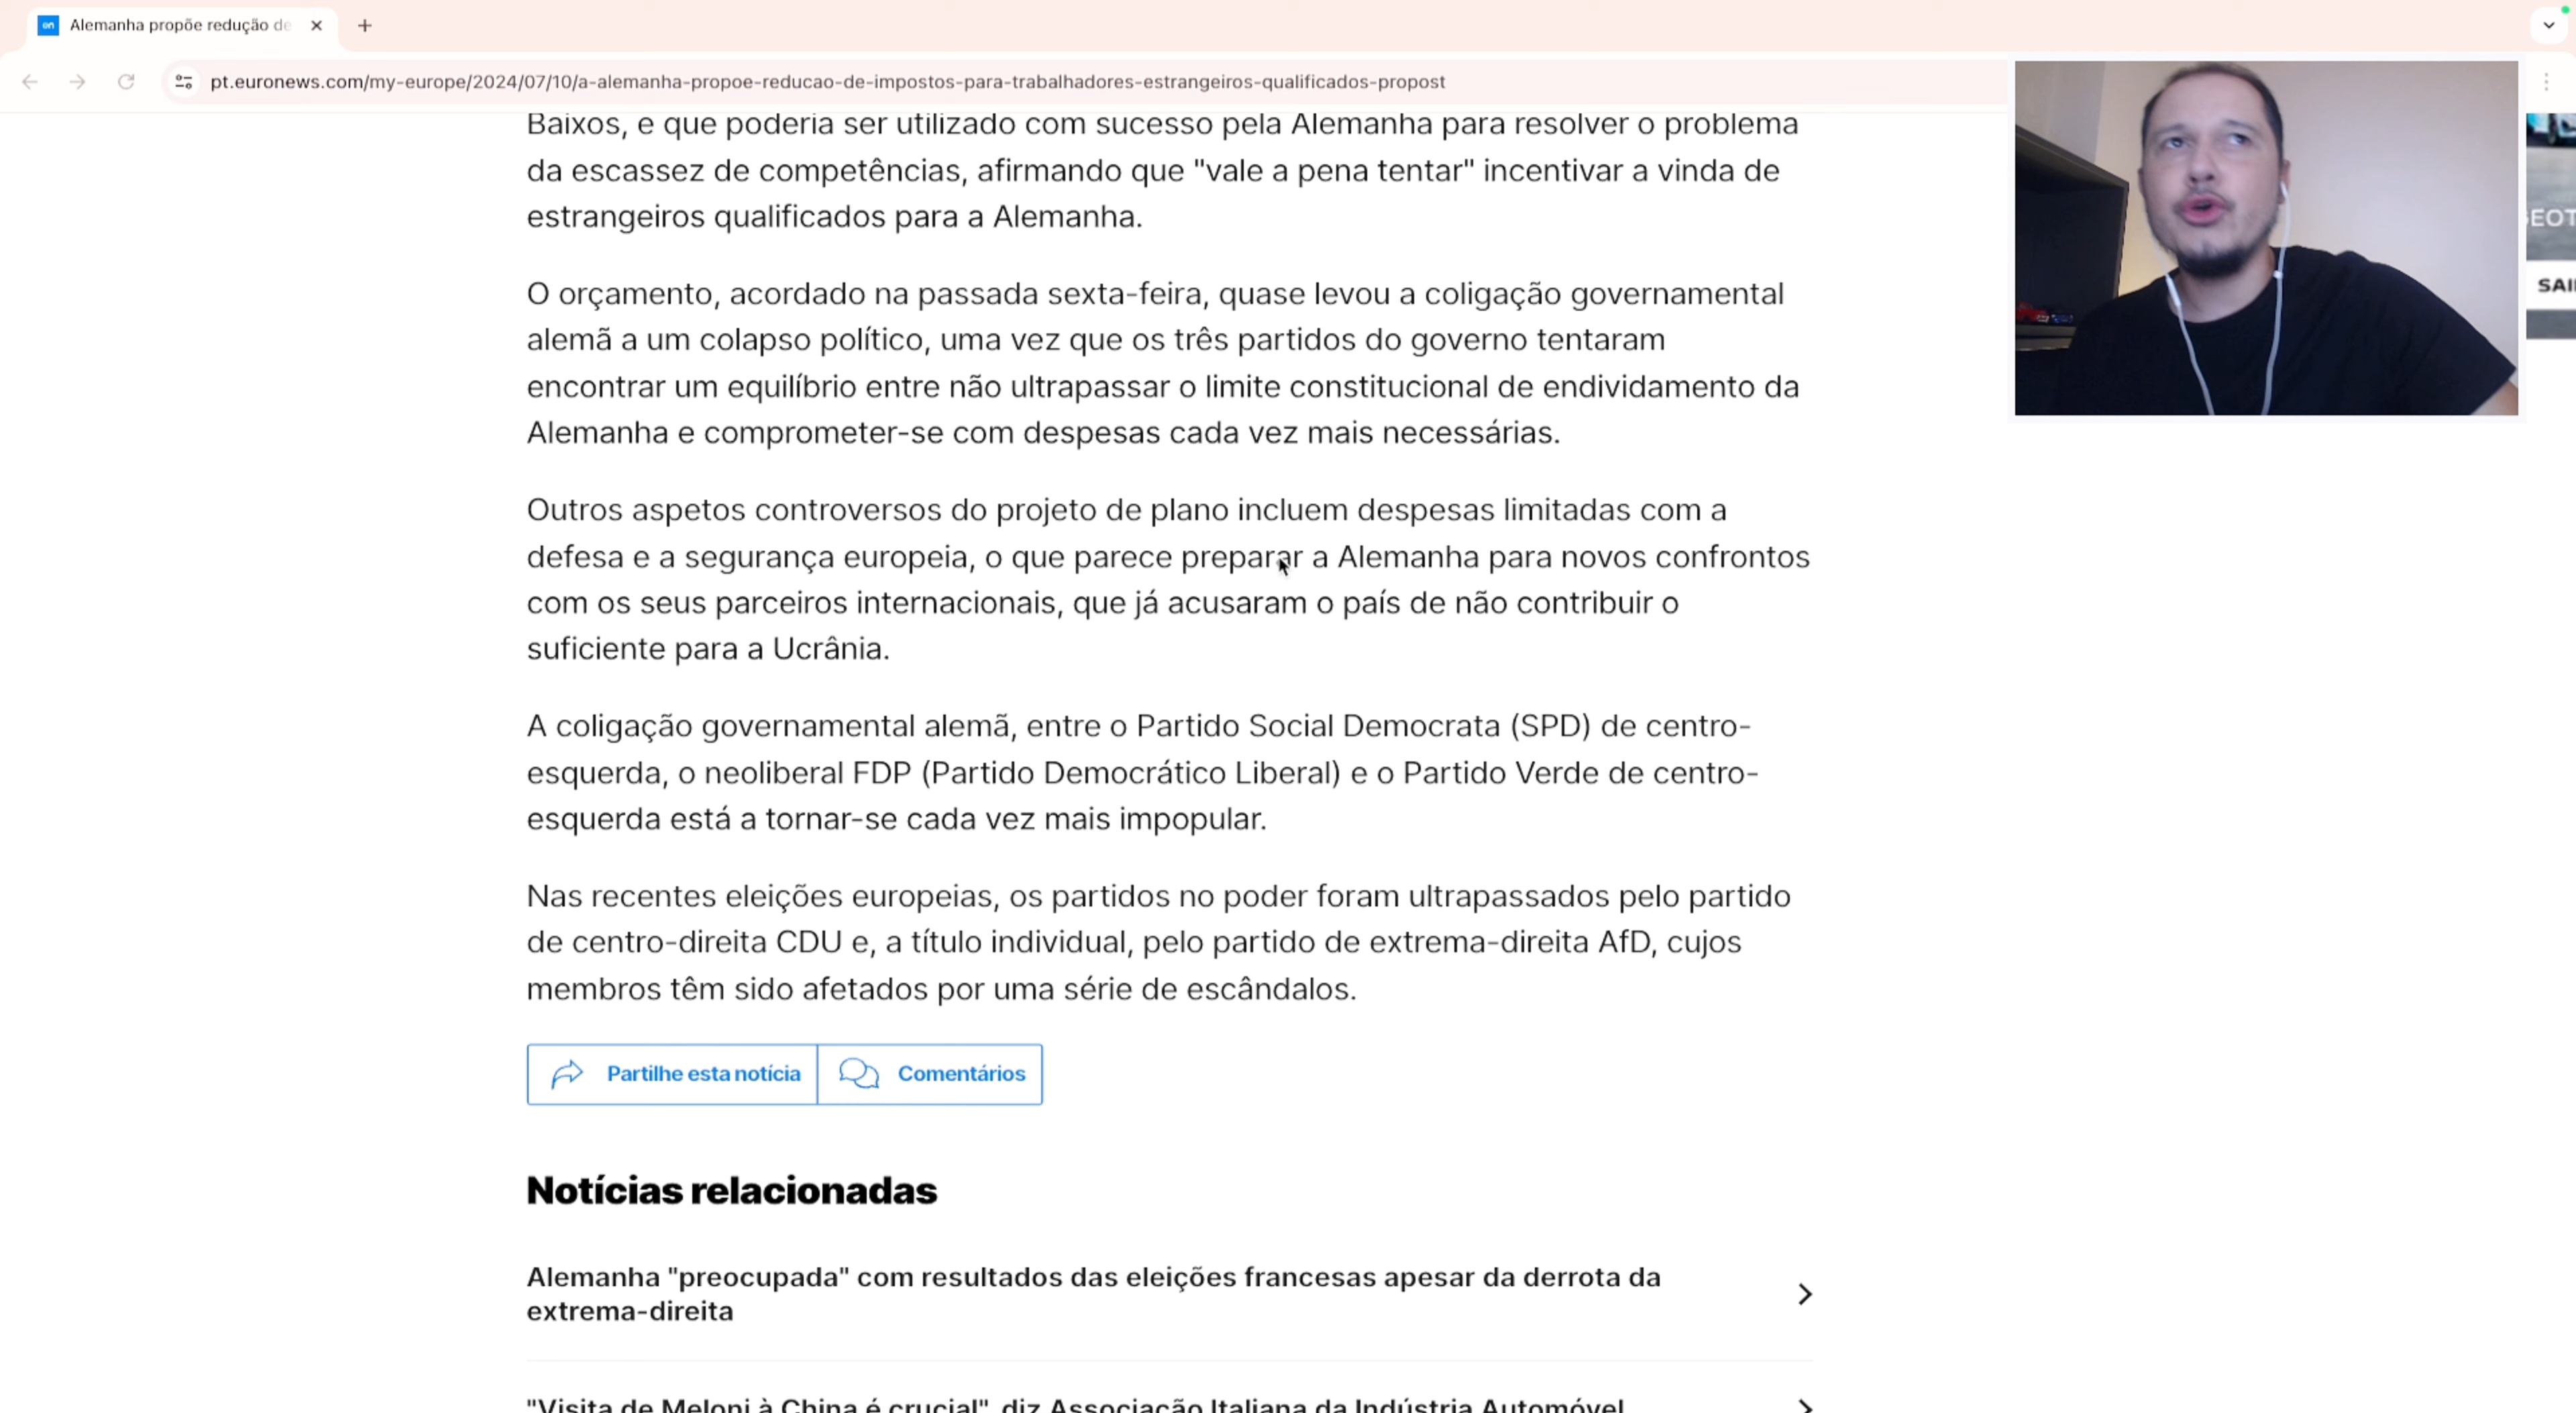 Alemanha propõe redução de
pt.euronews.com/my-europe/2024/07/10/a-alemanha-propoe-reducao-de-impostos-para-trabalhadores-estrangeiros-qualificados-propost
Baixos, e que poderia ser utilizado com sucesso pela Alemanha para resolver o problema
da escassez de competências, afirmando que "vale a pena tentar" incentivar a vinda de
estrangeiros qualificados para a Alemanha.
O orçamento, acordado na passada sexta-feira, quase levou a coligação governamental
alemã a um colapso político, uma vez que os três partidos do governo tentaram
encontrar um equilíbrio entre não ultrapassar o limite constitucional de endividamento da
Alemanha e comprometer-se com despesas cada vez mais necessárias.
Outros aspetos controversos do projeto de plano incluem despesas limitadas com a
defesa e a segurança europeia, o que parece preparar a Alemanha para novos confrontos
com os seus parceiros internacionais, que já acusaram o país de não contribuir o
suficiente para a Ucrânia.
A coligação governamental alemã, entre o Partido Social Democrata (SPD) de centro-
esquerda, o neoliberal FDP (Partido Democrático Liberal) e o Partido Verde de centro-
esquerda está a tornar-se cada vez mais impopular.
Nas recentes eleições europeias, os partidos no poder foram ultrapassados pelo partido
de centro-direita CDU e, a título individual, pelo partido de extrema-direita AfD, cujos
membros têm sido afetados por uma série de escândalos.
Partilhe esta notícia
Comentários
Notícias relacionadas
Alemanha "preocupada" com resultados das eleições francesas apesar da derrota da
extrema-direita
"Visita de Meloni à China é crucial", diz Associação Italiana da Indústria Automóvel